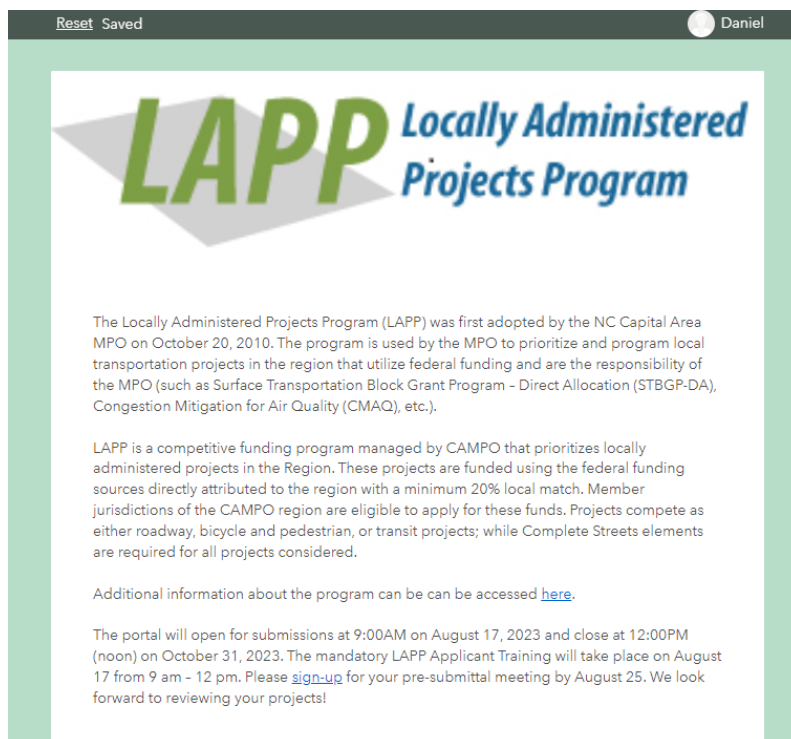 Reset Saved Daniel
LAPP Locally Administered
Projects Program
The Locally Administered Projects Program (LAPP) was first adopted by the NC Capital Area
MPO on October 20, 2010. The program is used by the MPO to prioritize and program local
transportation projects in the region that utilize federal funding and are the responsibility of
the MPO (such as Surface Transportation Block Grant Program – Direct Allocation (STBGP-DA),
Congestion Mitigation for Air Quality (CMAQ), etc.).
LAPP is a competitive funding program managed by CAMPO that prioritizes locally
administered projects in the Region. These projects are funded using the federal funding
sources directly attributed to the region with a minimum 20% local match. Member
jurisdictions of the CAMPO region are eligible to apply for these funds. Projects compete as
either roadway, bicycle and pedestrian, or transit projects; while Complete Streets elements
are required for all projects considered.
Additional information about the program can be can be accessed here.
The portal will open for submissions at 9:00AM on August 17, 2023 and close at 12:00PM
(noon) on October 31, 2023. The mandatory LAPP Applicant Training will take place on August
17 from 9 am – 12 pm. Please sign-up for your pre-submittal meeting by August 25. We look
forward to reviewing your projects!